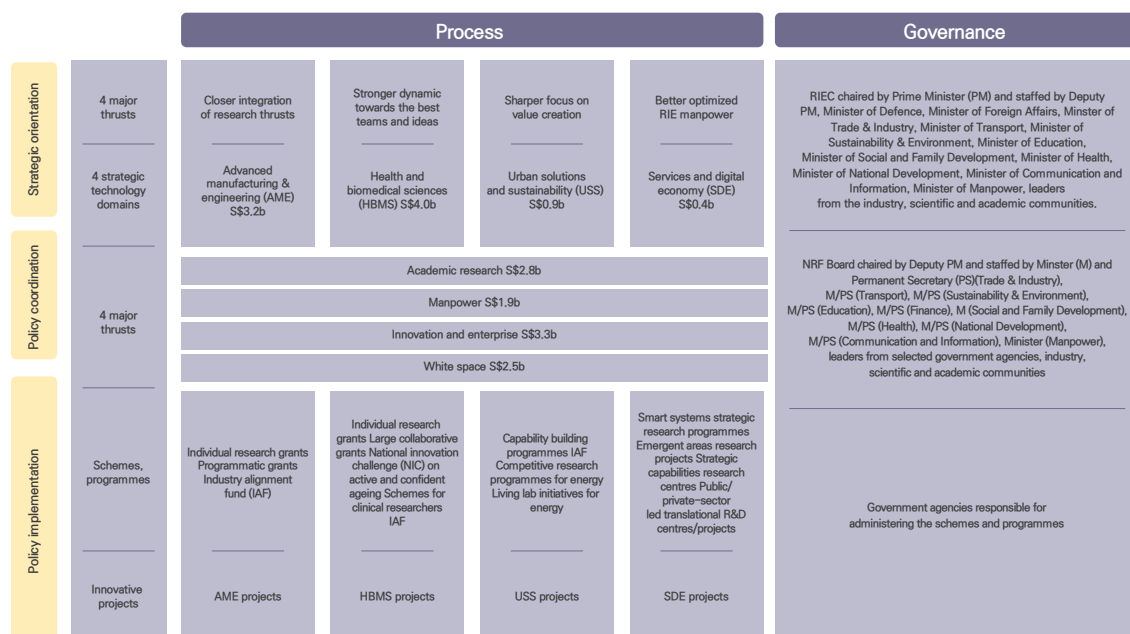 Process
Governance
Strategic orientation
4 major
thrusts
Closer integration
of research thrusts
Stronger dynamic
towards the best
teams and ideas
Sharper focus on
value creation
Better optimized
RIE manpower
4 strategic
technology
domains
Advanced
manufacturing &
engineering (AME)
S$3.2b
Health and
biomedical sciences
(HBMS) S$4.0b
Urban solutions
and sustainability (USS)
S$0.9b
Services and digital
economy (SDE)
S$0.4b
RIEC chaired by Prime Minister (PM) and staffed by Deputy
PM, Minister of Defence, Minister of Foreign Affairs, Minster of
Trade & Industry, Minister of Transport, Minister of
Sustainability & Environment, Minister of Education,
Minister of Social and Family Development, Minister of Health,
Minister of National Development, Minister of Communication and
Information, Minister of Manpower, leaders
from the industry, scientific and academic communities.
Policy coordination
4 major
thrusts
Academic research S$2.8b
Manpower S$1.9b
Innovation and enterprise S$3.3b
White space S$2.5b
NRF Board chaired by Deputy PM and staffed by Minster (M) and
Permanent Secretary (PS)(Trade & Industry),
M/PS (Transport), M/PS (Sustainability & Environment),
M/PS (Education), M/PS (Finance), M (Social and Family Development),
M/PS (Health), M/PS (National Development),
M/PS (Communication and Information), Minister (Manpower),
leaders from selected government agencies, industry,
scientific and academic communities
Policy implementation
Schemes,
programmes
Individual research grants
Programmatic grants
Industry alignment
fund (IAF)
Individual research
grants Large collaborative
grants National innovation
challenge (NIC) on
active and confident
ageing Schemes for
clinical researchers
IAF
Capability building
programmes IAF
Competitive research
programmes for energy
Living lab initiatives for
energy
Smart systems strategic
research programmes
Emergent areas research
projects Strategic
capabilities research
centres Public/
private-sector
led translational R&D
centres/projects
Government agencies responsible for
administering the schemes and programmes
Innovative
projects
AME projects
HBMS projects
USS projects
SDE projects